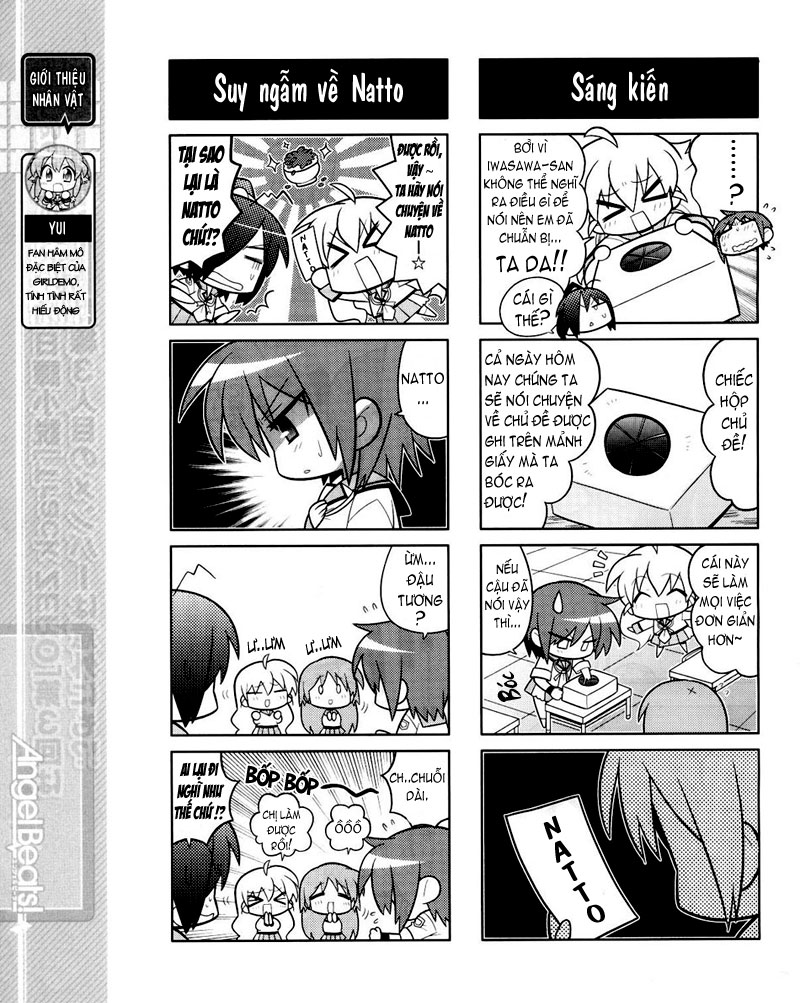 Sáng kiến
BỞI VÌ
IWASAWA-SAN
KHÔNG THỂ NGHĨ
RA ĐIỀU GÌ ĐỂ
NÓI NÊN EM ĐÃ
CHUẨN BỊ...
TA DA!!
......?
CÁI GÌ
THẾ?
CHIẾC
HỘP CHỦ
ĐỀ!
CẢ NGÀY HÔM
NAY CHÚNG TA
SẼ NÓI CHUYỆN
VỀ CHỦ ĐỀ ĐƯỢC
GHI TRÊN MẢNH
GIẤY MÀ TA
BỐC RA
ĐƯỢC!
CÁI NÀY
SẼ LÀM
MỌI VIỆC
ĐƠN GIẢN
HƠN~
NẾU
CẬU ĐÃ
NÓI VẬY
THÌ...
BỐC
NATTO
Suy ngẫm về Natto
ĐƯỢC RỒI,
VẬY~
TA HÃY NÓI
CHUYỆN VỀ
NATTO
—☆
NATTO
TẠI SAO
LẠI LÀ
NATTO
CHỨ!?
NATTO
...
ỪM...
ĐẬU
TƯƠNG
?
Ư..ỪM
Ư..ỪM
CH..CHUỖI
DÀI.
BỐP BỐP
ÔÔÔ
CHỊ LÀM
ĐƯỢC
RỒI!
AI LẠI ĐI
NGHĨ NHƯ
THẾ CHỨ!?
GIỚI THIỆU
NHÂN VẬT
YUI
FAN HÂM MỘ
ĐẶC BIỆT CỦA
GIRLDEMO,
TÍNH TÌNH RẤT
HIẾU ĐỘNG
Angel Beats!